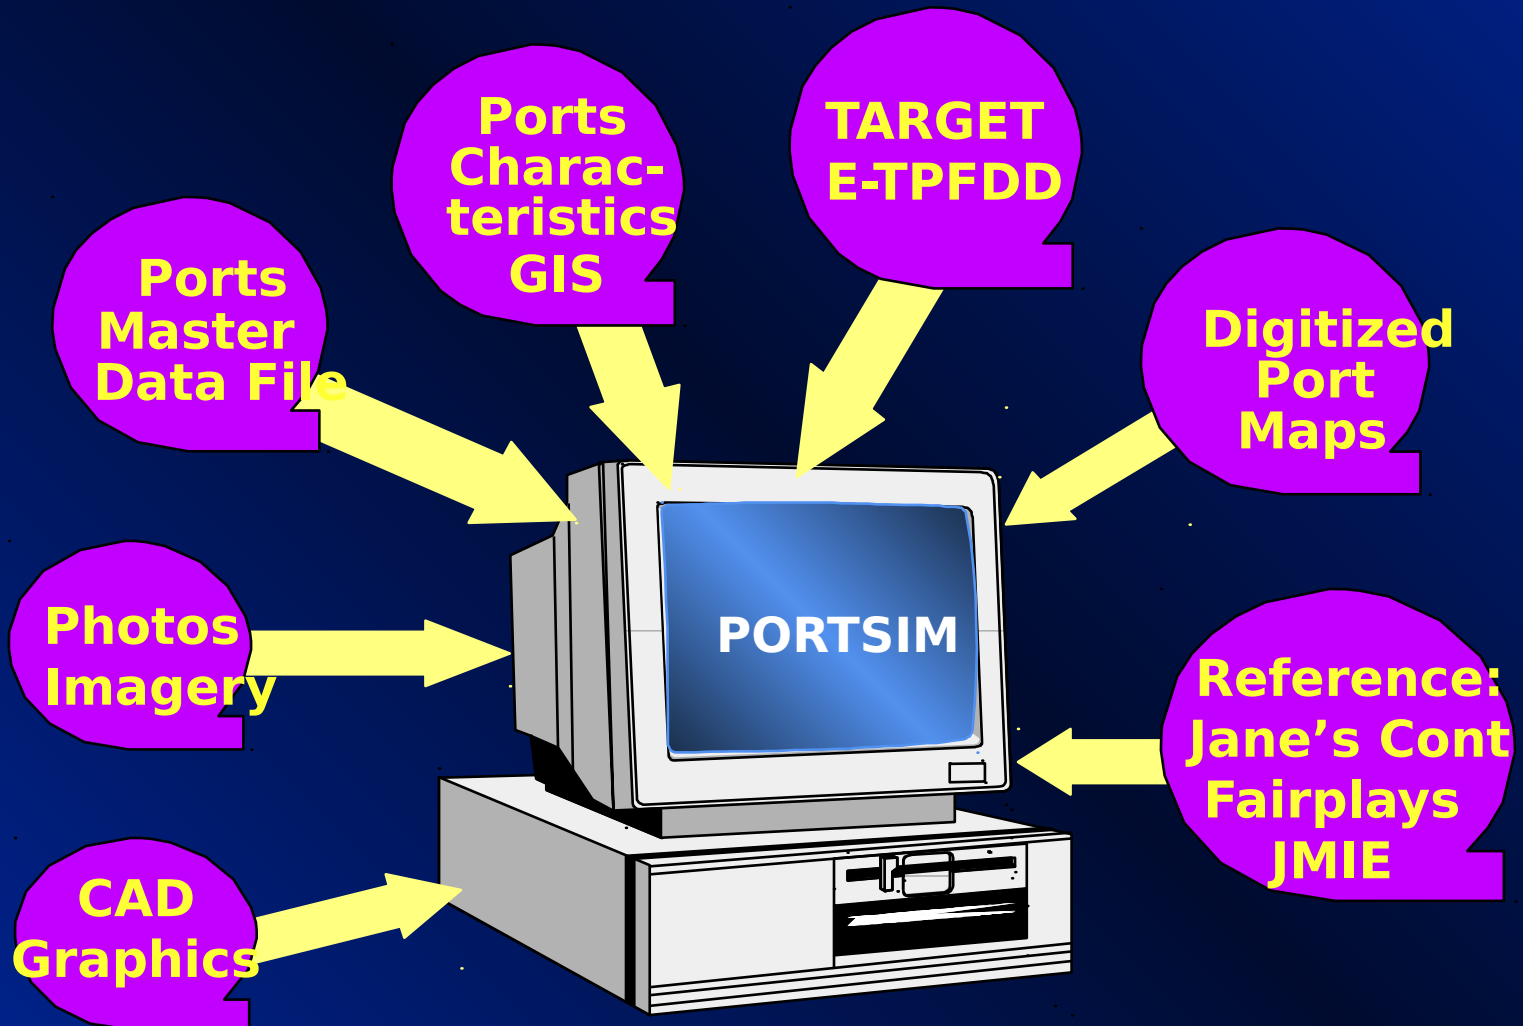 TARGET
E-TPFDD
Ports
Charac-
teristics
GIS
Ports
Master
Data File
Digitized
Port
Maps
Photos
Imagery
PORTSIM
Reference:
Jane’s Cont
Fairplays
JMIE
CAD
Graphics